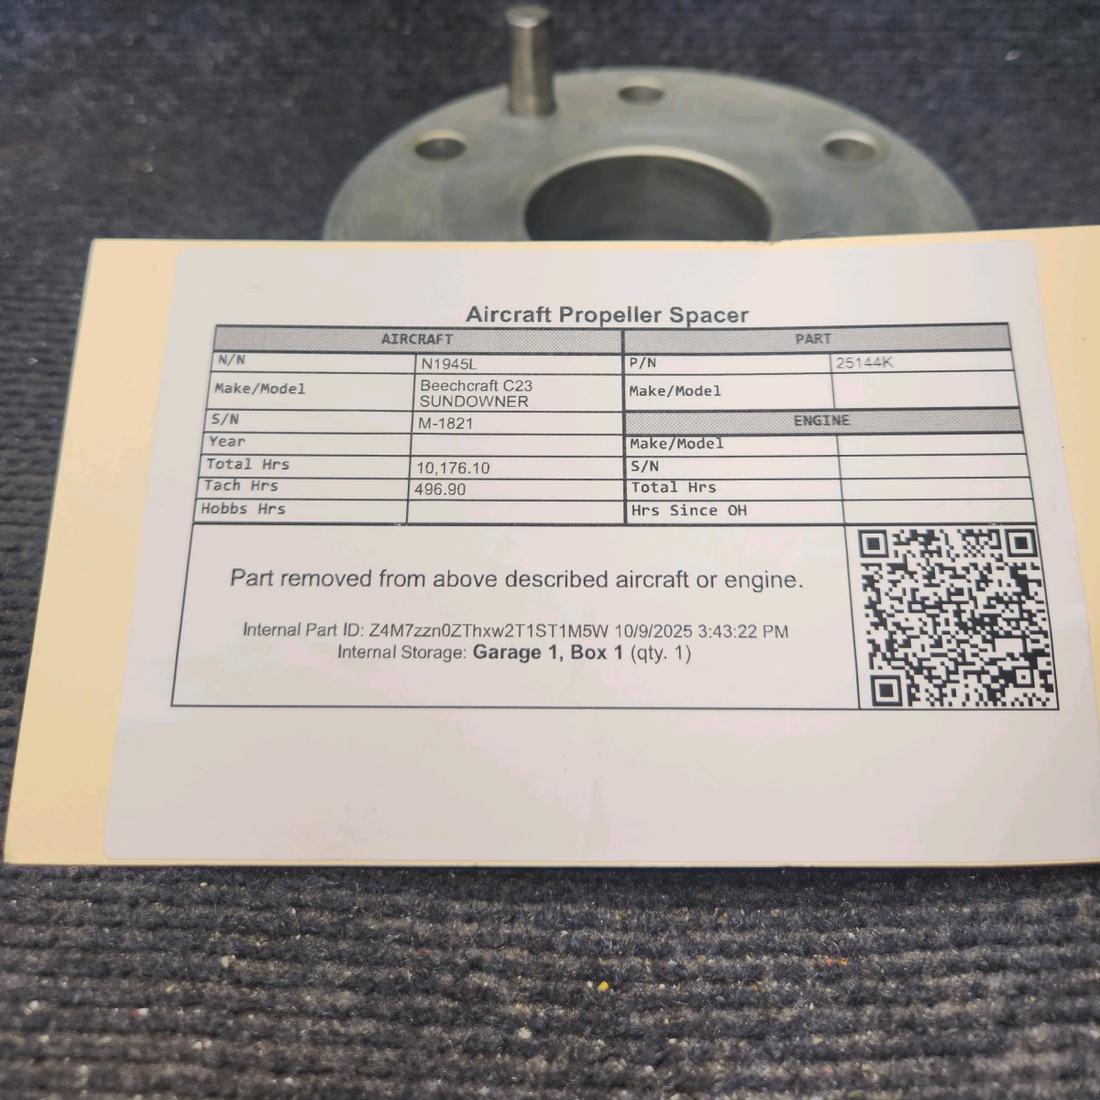 Aircraft Propeller Spacer
AIRCRAFT PART
N/N N1945L P/N 25144K
Make/Model Beechcraft C23 SUNDOWNER Make/Model
S/N M-1821 ENGINE
Year Make/Model
Total Hrs 10,176.10 S/N
Tach Hrs 496.90 Total Hrs
Hobbs Hrs Hrs Since OH
Part removed from above described aircraft or engine.
Internal Part ID: Z4M7zzn0ZThxw2T1ST1M5W 10/9/2025 3:43:22 PM
Internal Storage: Garage 1, Box 1 (qty. 1)